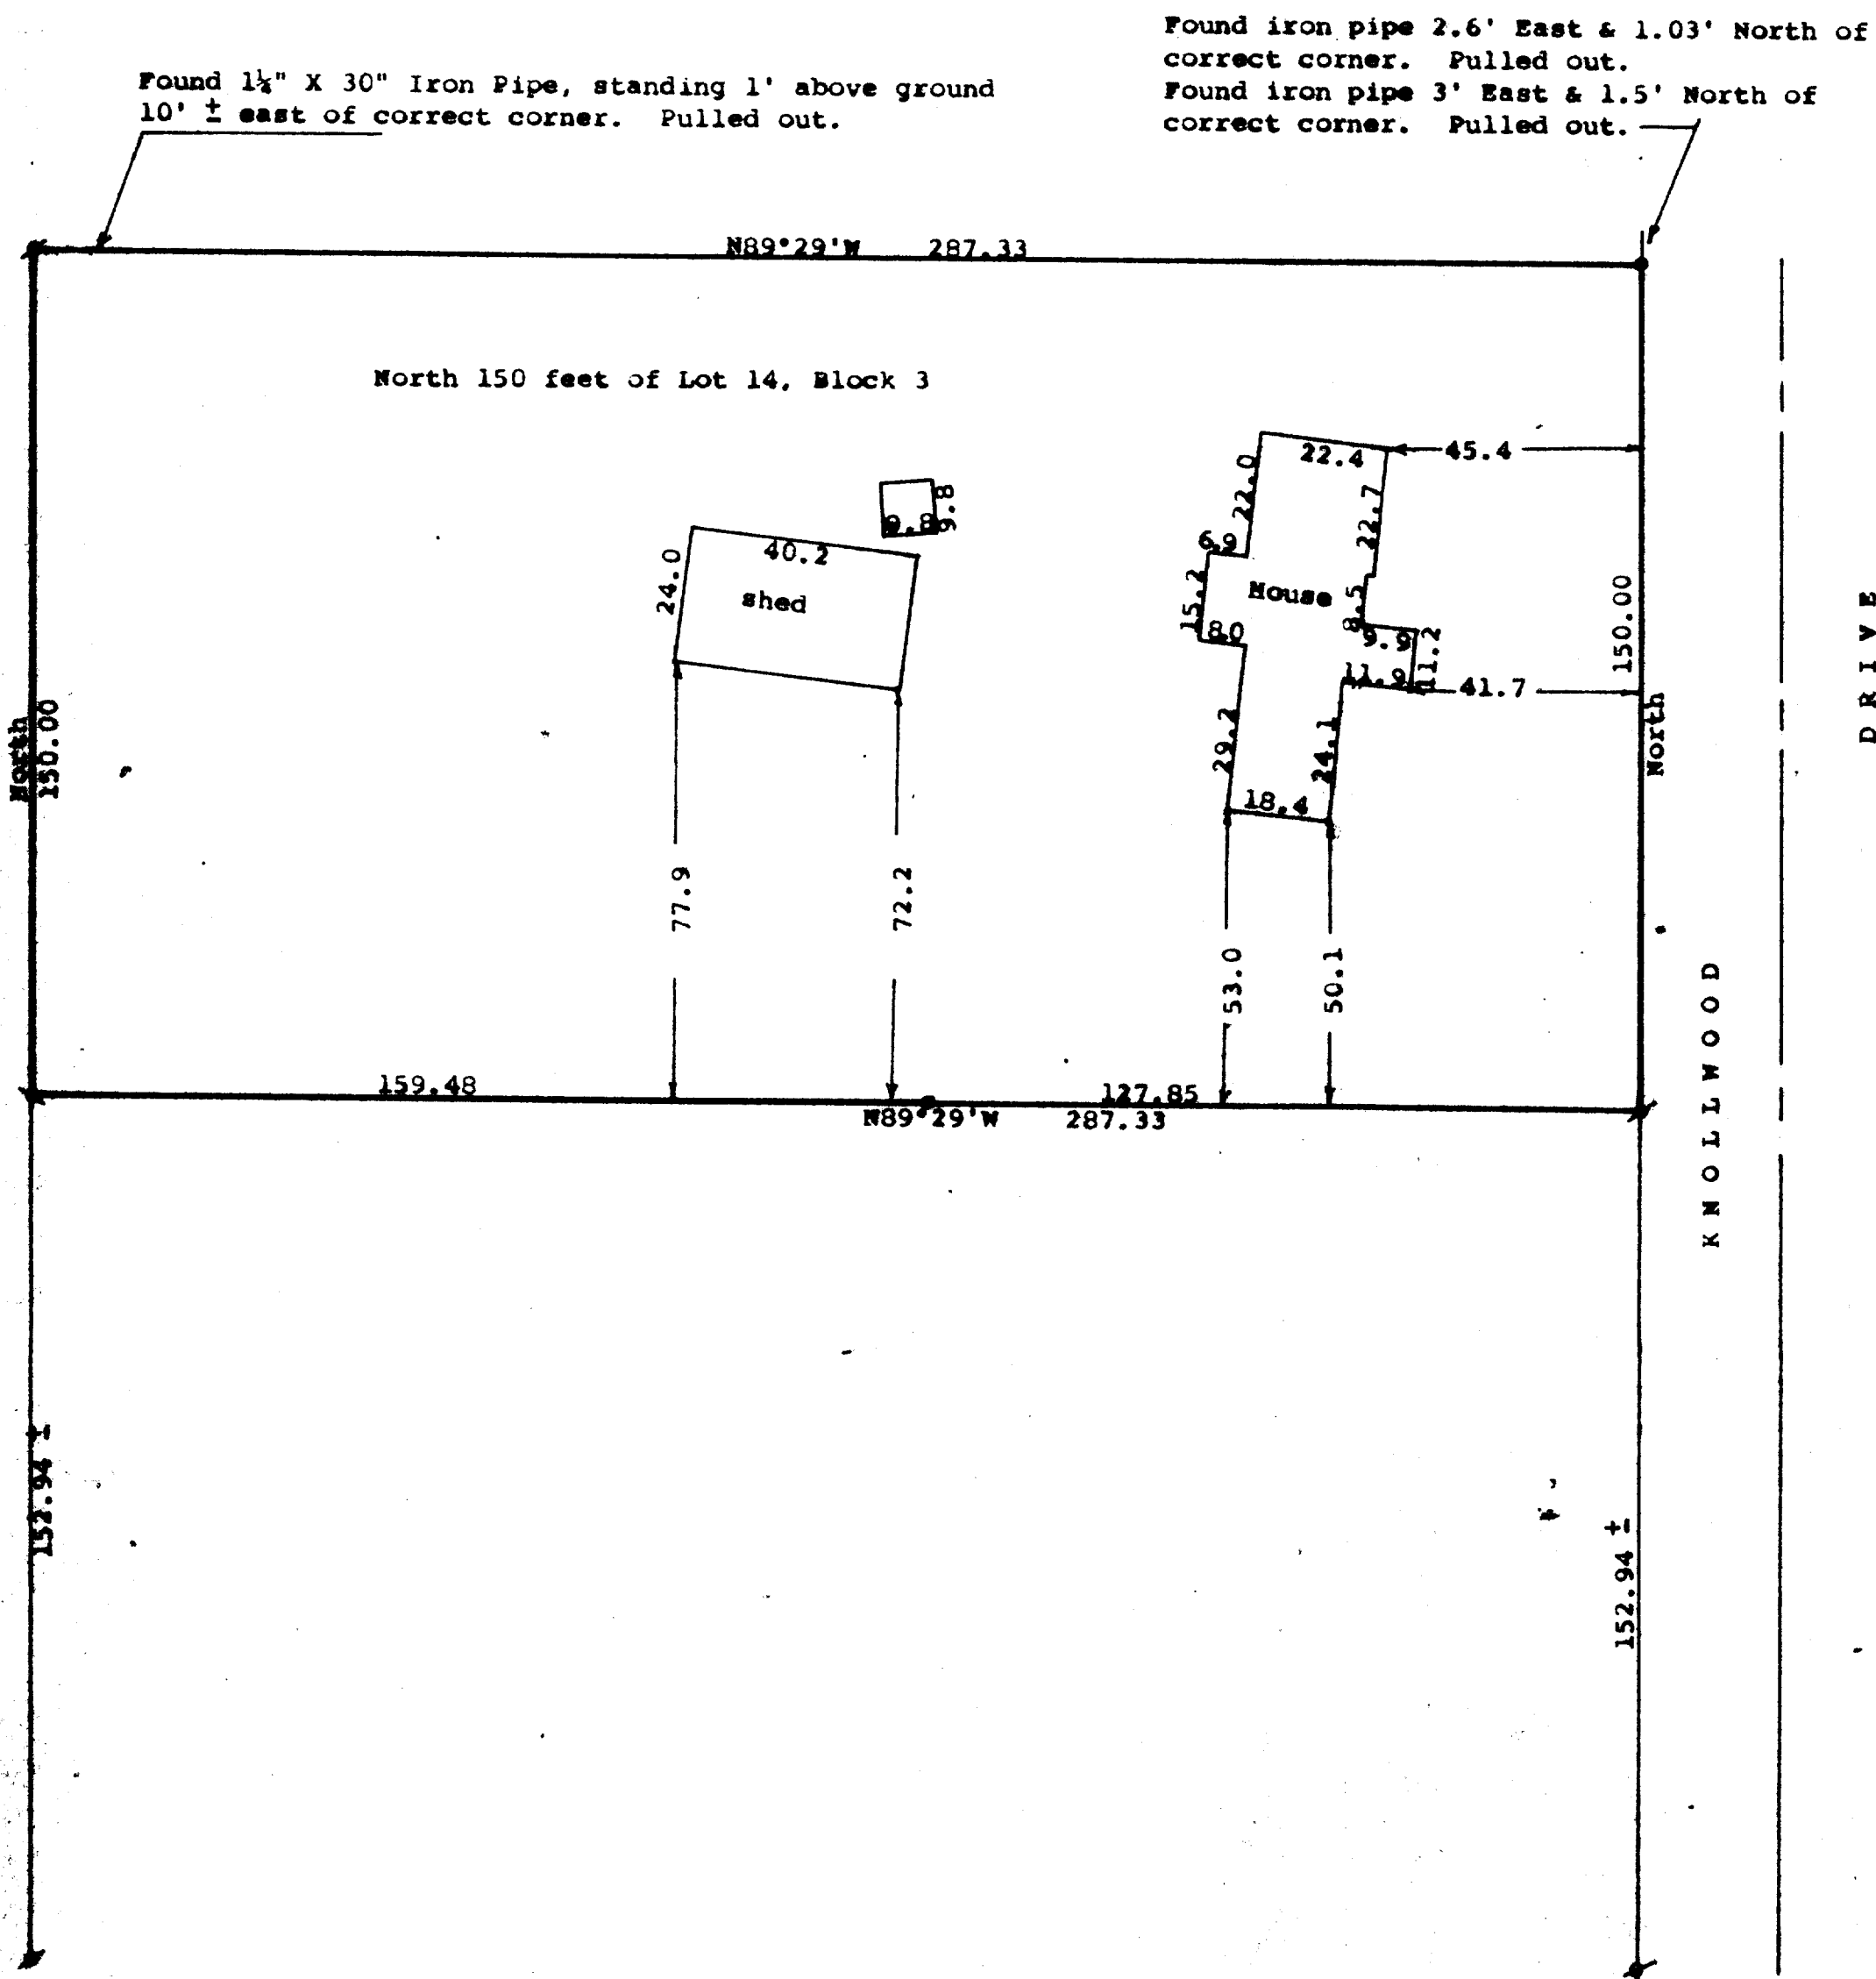 Found iron pipe 2.6' East & 1.03' North of
correct corner. Pulled out.
Found iron pipe 3' East & 1.5' North of
correct corner. Pulled out.
Found 1¼" X 30" Iron Pipe, standing 1' above ground
10' ± east of correct corner. Pulled out.
N89°29'W 287.33
North 150 feet of Lot 14, Block 3
22.4
45.4
22.0
22.7
9.8
9.8
6.9
40.2
24.0
shed
House
15.2
8.5
8.0
9.9
11.2
11.9
41.7
150.00
North
DRIVE
North
150.00
29.2
24.1
18.4
77.9
72.2
53.0
50.1
KNOLLWOOD
159.48
127.85
N89°29'W 287.33
152.94 ±
152.94 ±